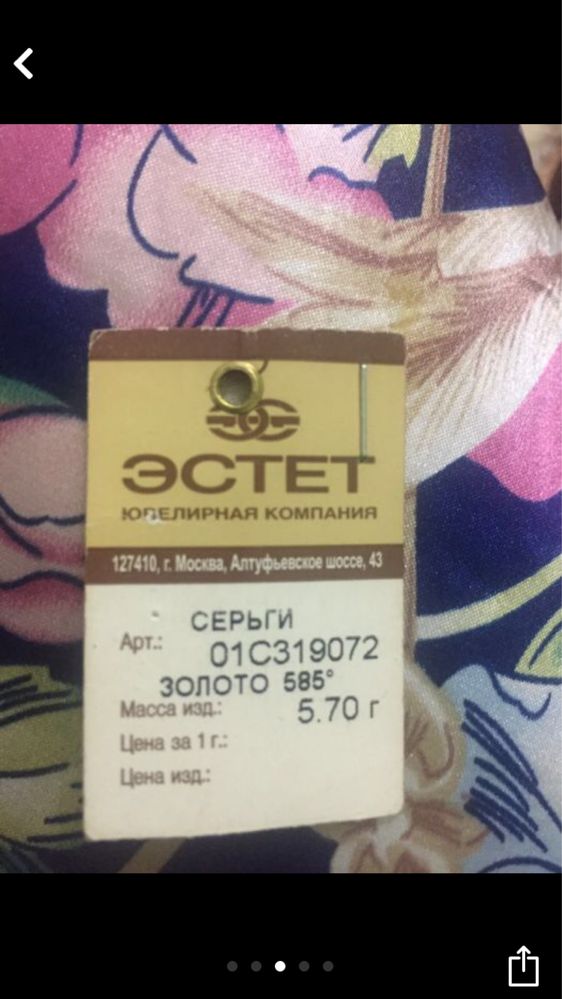 ЭСТЕТ
ЮВЕЛИРНАЯ КОМПАНИЯ
127410, г. Москва, Алтуфьевское шоссе, 43
СЕРЬГИ
Арт.: 01С319072
ЗОЛОТО 585°
Масса изд.: 5.70 г
Цена за 1 г.:
Цена изд.: